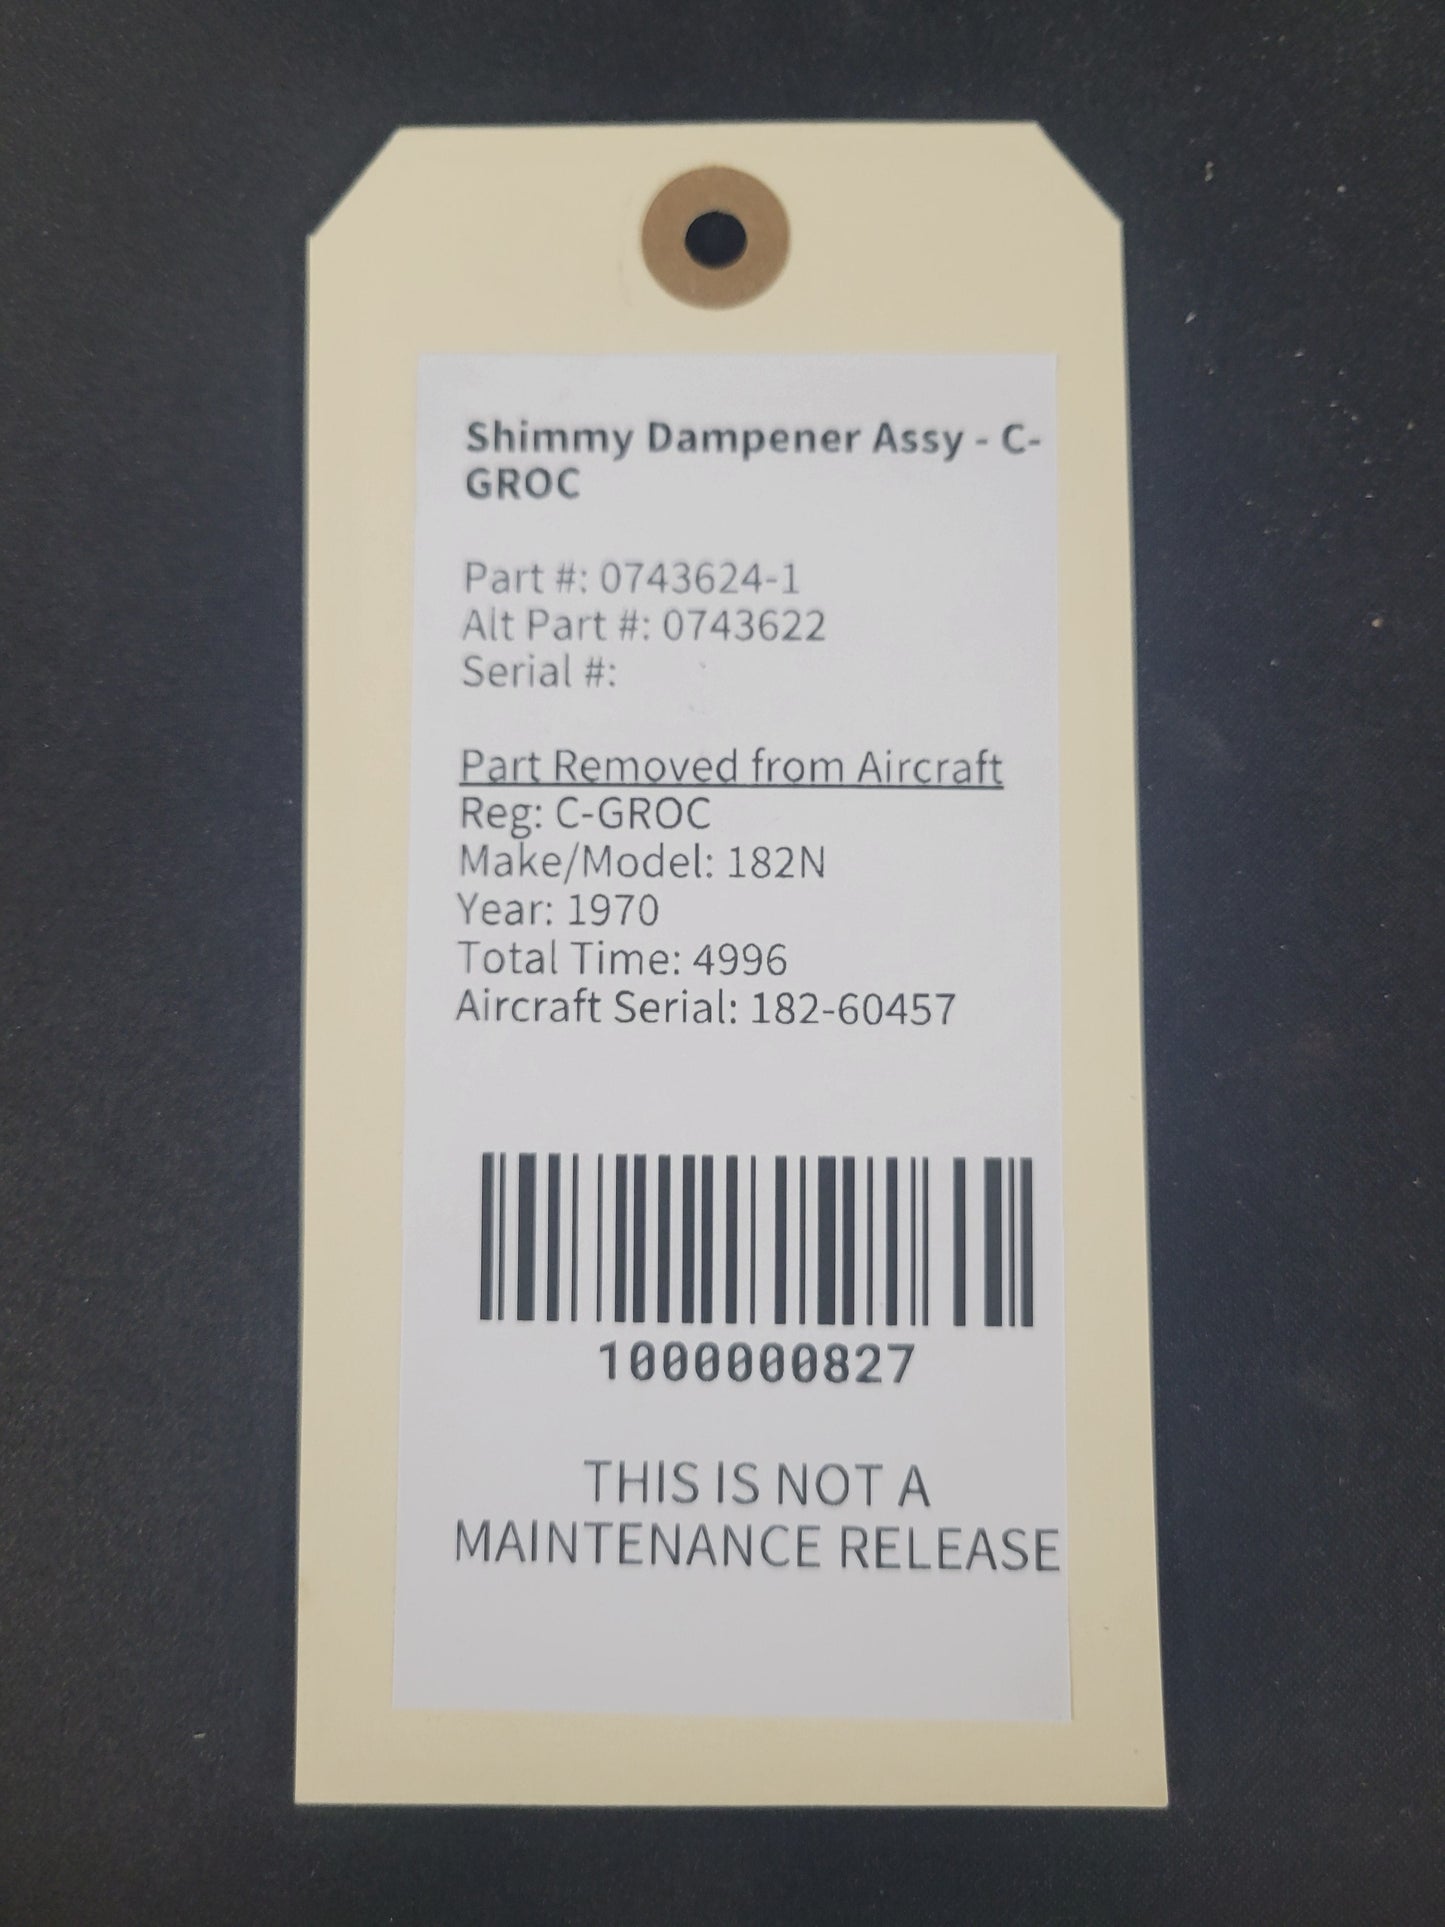 Shimmy Dampener Assy - C-
GROC
Part #: 0743624-1
Alt Part #: 0743622
Serial #:
Part Removed from Aircraft
Reg: C-GROC
Make/Model: 182N
Year: 1970
Total Time: 4996
Aircraft Serial: 182-60457
1000000827
THIS IS NOT A
MAINTENANCE RELEASE